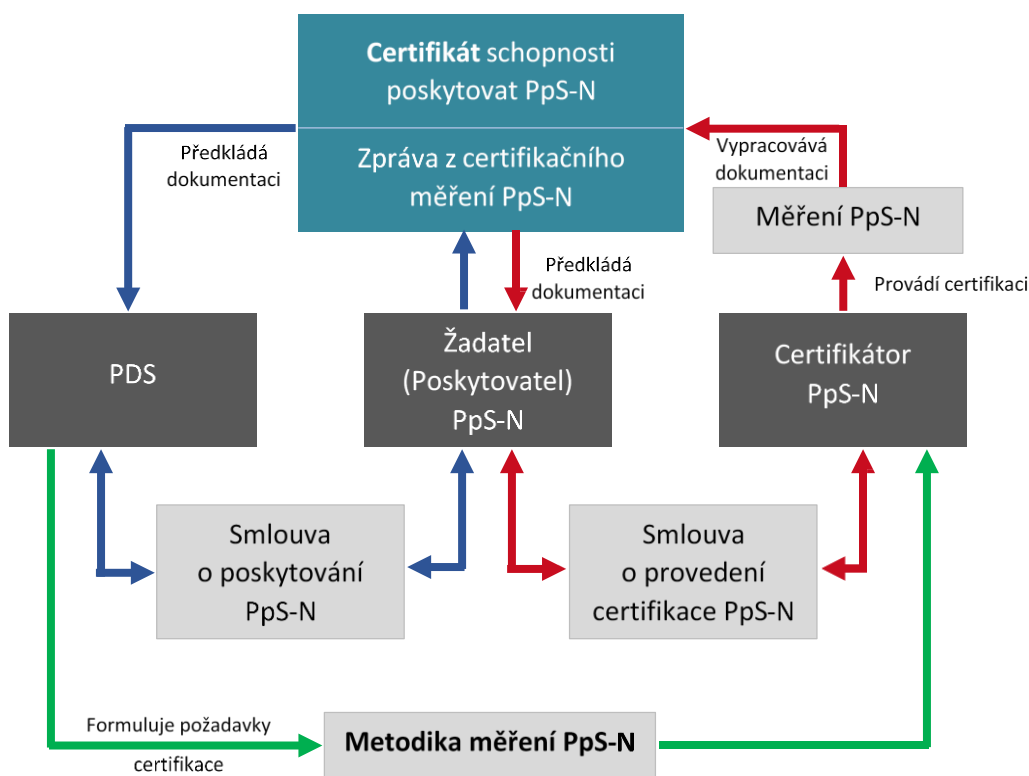 Certifikát schopnosti
poskytovat PpS-N
Zpráva z certifikačního
měření PpS-N
Předkládá
dokumentaci
Vypracovává
dokumentaci
Měření PpS-N
Předkládá
dokumentaci
Provádí certifikaci
PDS
Žadatel
(Poskytovatel)
PpS-N
Certifikátor
PpS-N
Smlouva
o poskytování
PpS-N
Smlouva
o provedení
certifikace PpS-N
Formuluje požadavky
certifikace
Metodika měření PpS-N